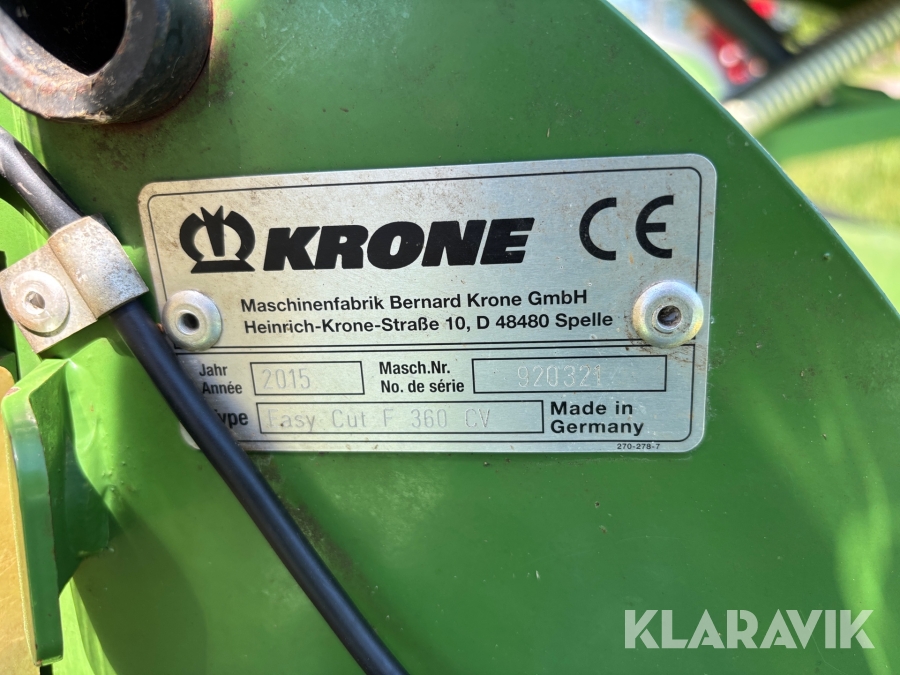 KRONE CE
Maschinenfabrik Bernard Krone GmbH
Heinrich-Krone-Straße 10, D 48480 Spelle
Jahr
Année
2015
Masch.Nr.
No. de série
920321
Easy Cut F 360 CV
Made in
Germany
270-278-7
KLARAVIK